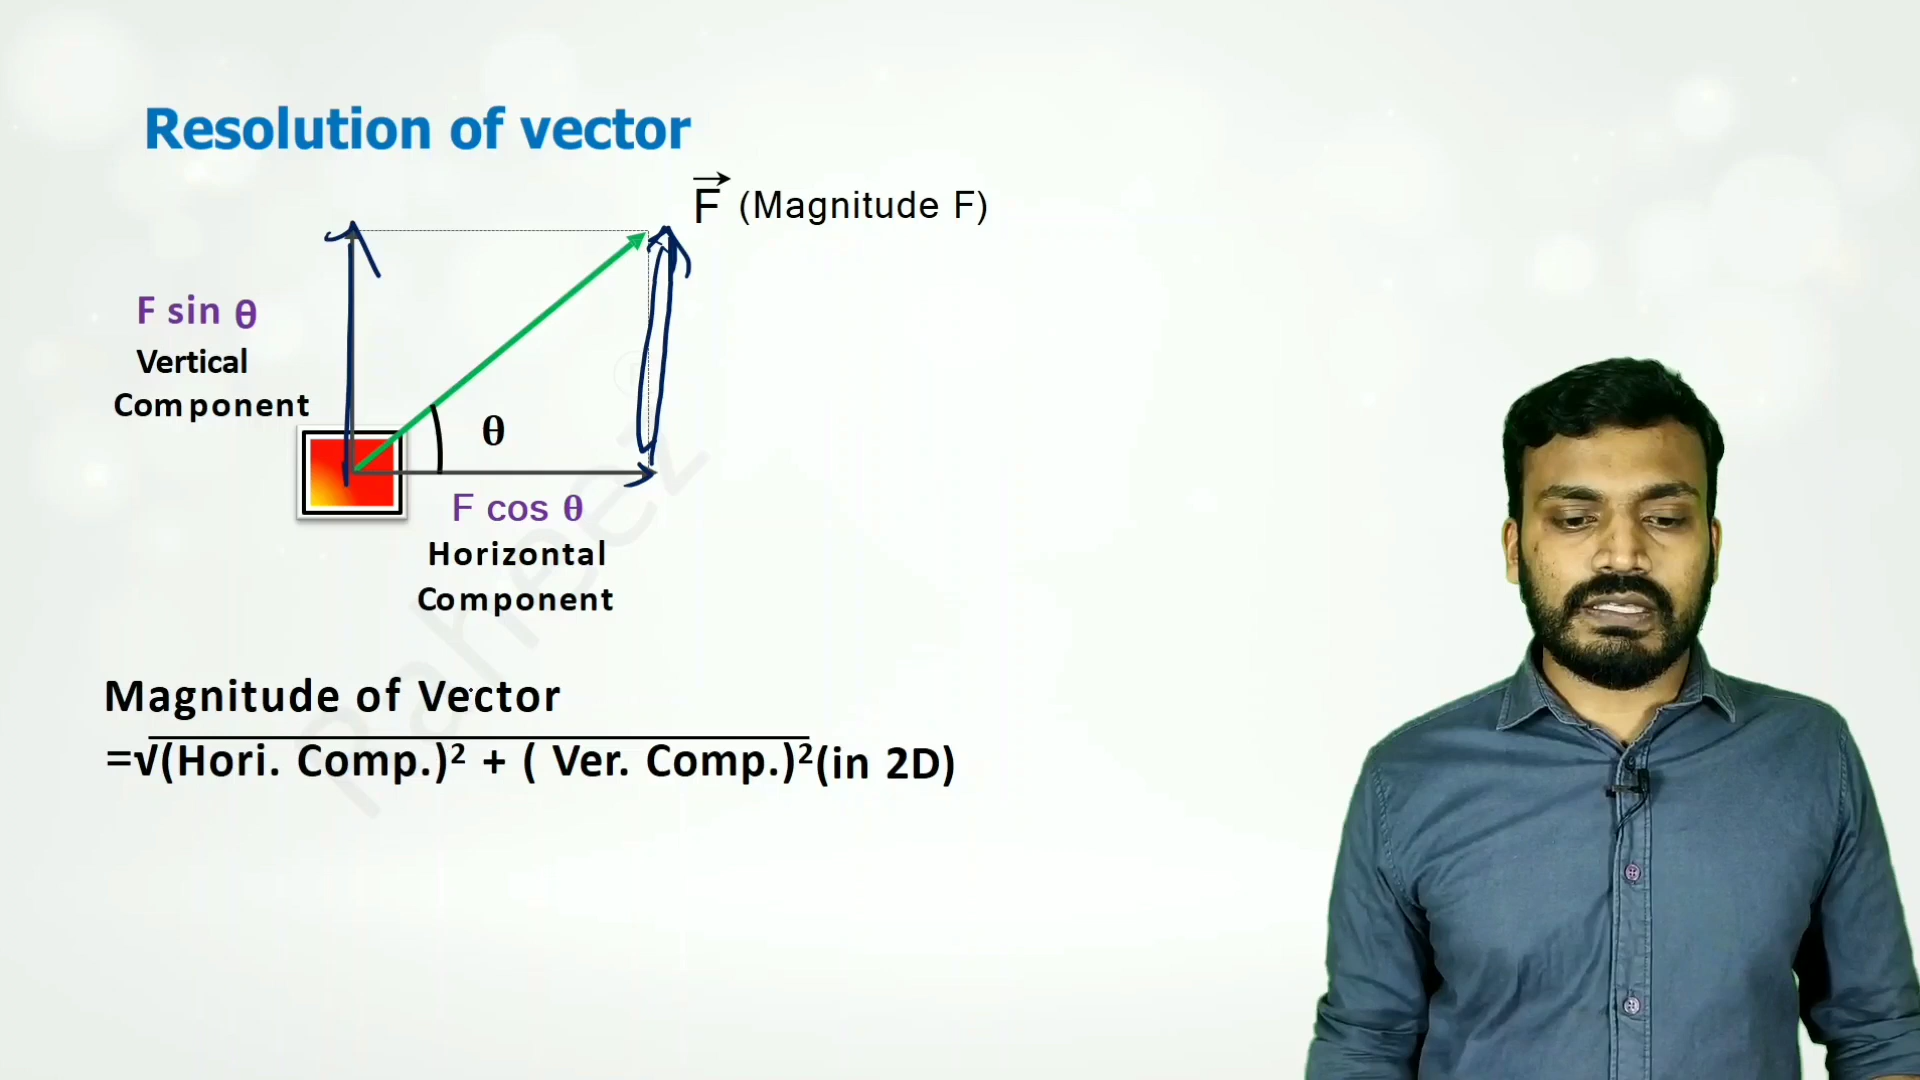 Resolution of vector
F (Magnitude F)
F sin θ
Vertical
Component
θ
F cos θ
Horizontal
Component
Magnitude of Vector
=√(Hori. Comp.)² + ( Ver. Comp.)²(in 2D)